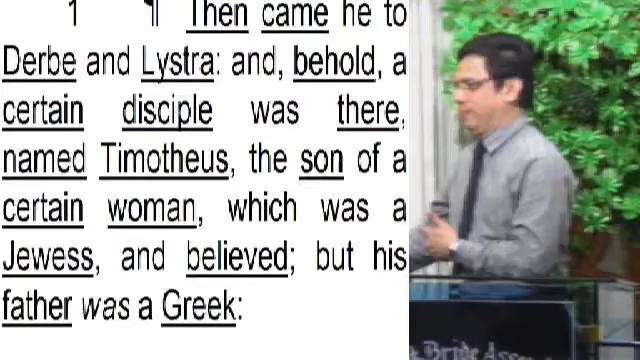 1 ¶ Then came he to
Derbe and Lystra: and, behold, a
certain disciple was there,
named Timotheus, the son of a
certain woman, which was a
Jewess, and believed; but his
father was a Greek:
Bride